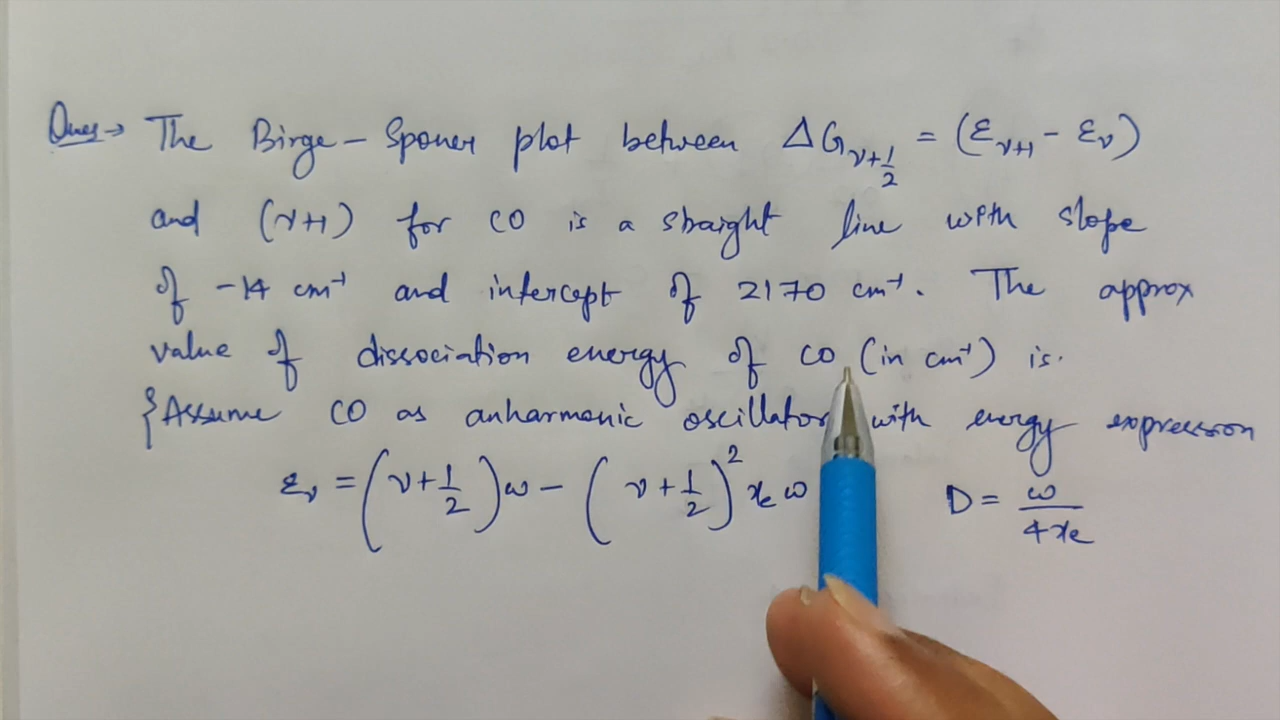 Ques → The Birge - Sponer plot between ΔG_{v+1/2} = (ε_{v+1} - ε_v)
and (v+1) for CO is a straight line with slope
of -14 cm⁻¹ and intercept of 2170 cm⁻¹. The approx
value of dissociation energy of CO (in cm⁻¹) is.
{Assume CO as anharmonic oscillator with energy expression
ε_v = (v + 1/2) ω - (v + 1/2)² x_e ω D = ω/4x_e